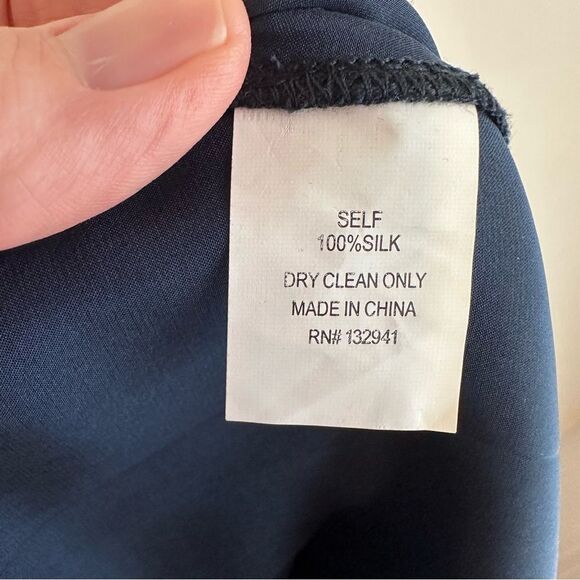 SELF
100%SILK
DRY CLEAN ONLY
MADE IN CHINA
RN# 132941